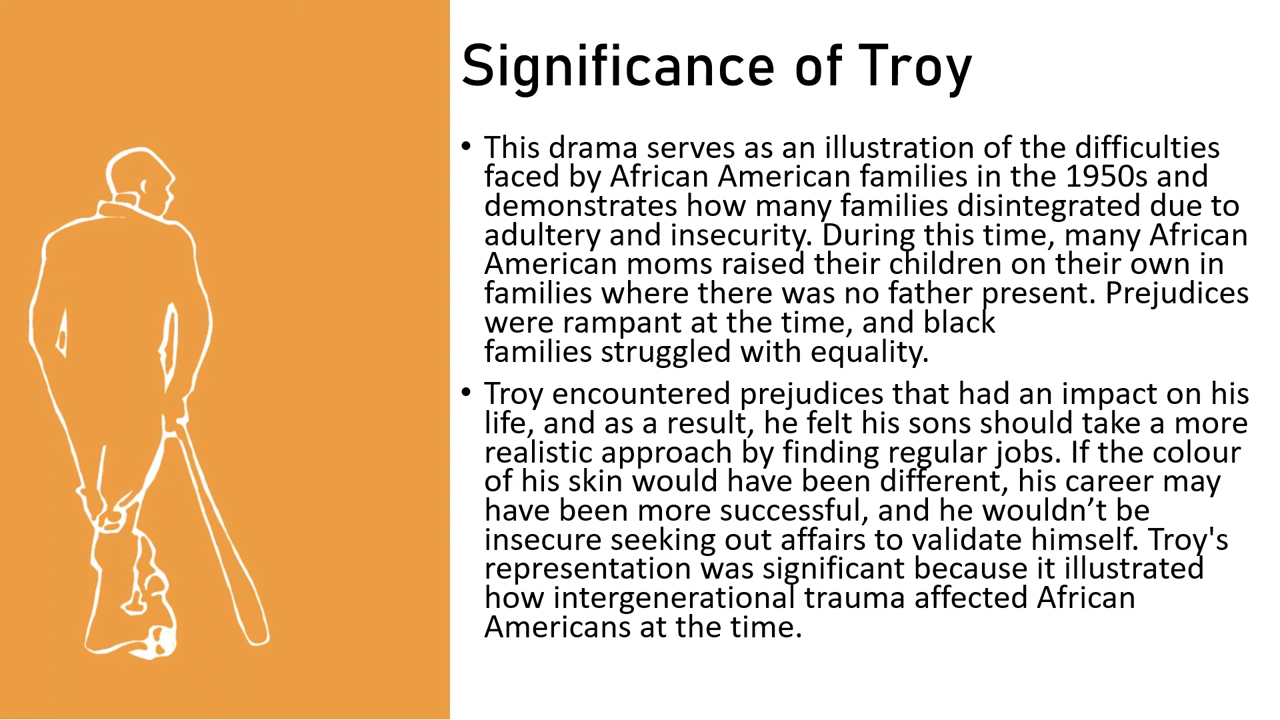 Significance of Troy
• This drama serves as an illustration of the difficulties
faced by African American families in the 1950s and
demonstrates how many families disintegrated due to
adultery and insecurity. During this time, many African
American moms raised their children on their own in
families where there was no father present. Prejudices
were rampant at the time, and black
families struggled with equality.
• Troy encountered prejudices that had an impact on his
life, and as a result, he felt his sons should take a more
realistic approach by finding regular jobs. If the colour
of his skin would have been different, his career may
have been more successful, and he wouldn’t be
insecure seeking out affairs to validate himself. Troy's
representation was significant because it illustrated
how intergenerational trauma affected African
Americans at the time.